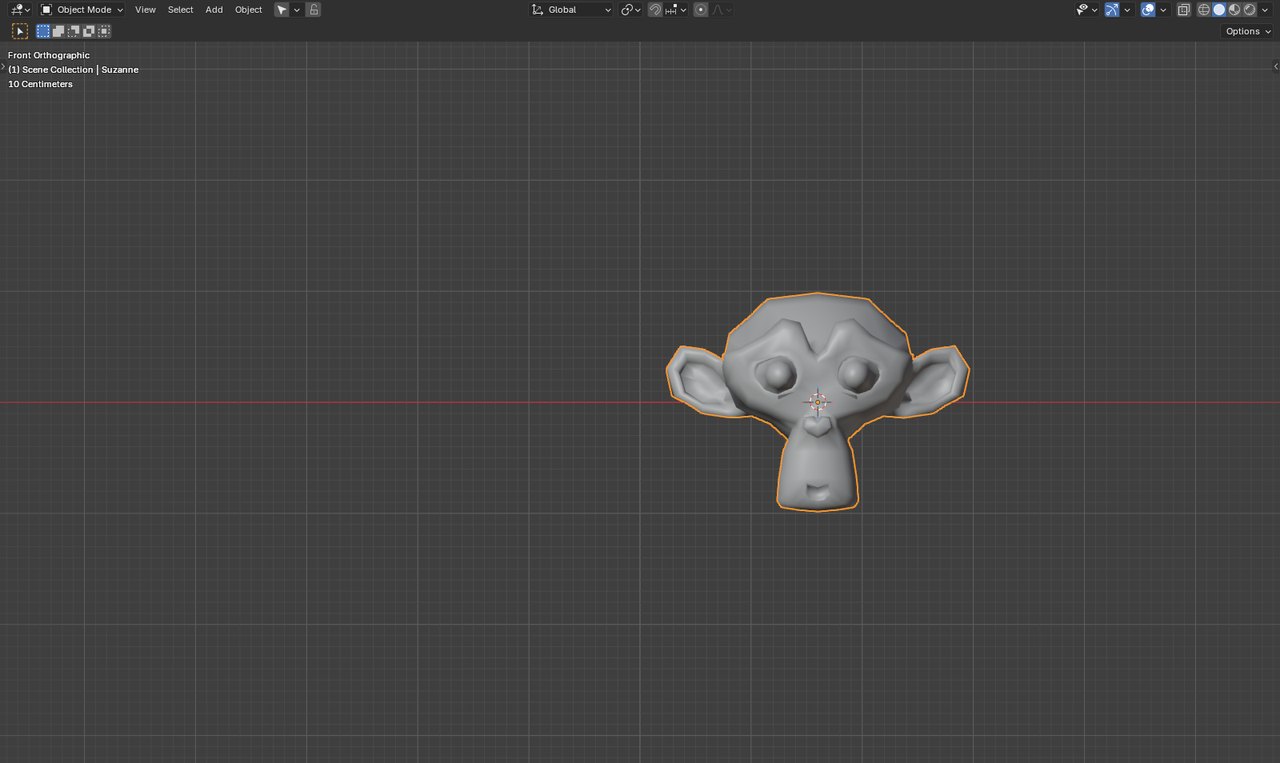 Object Mode View Select Add Object Global
Options
Front Orthographic
(1) Scene Collection | Suzanne
10 Centimeters